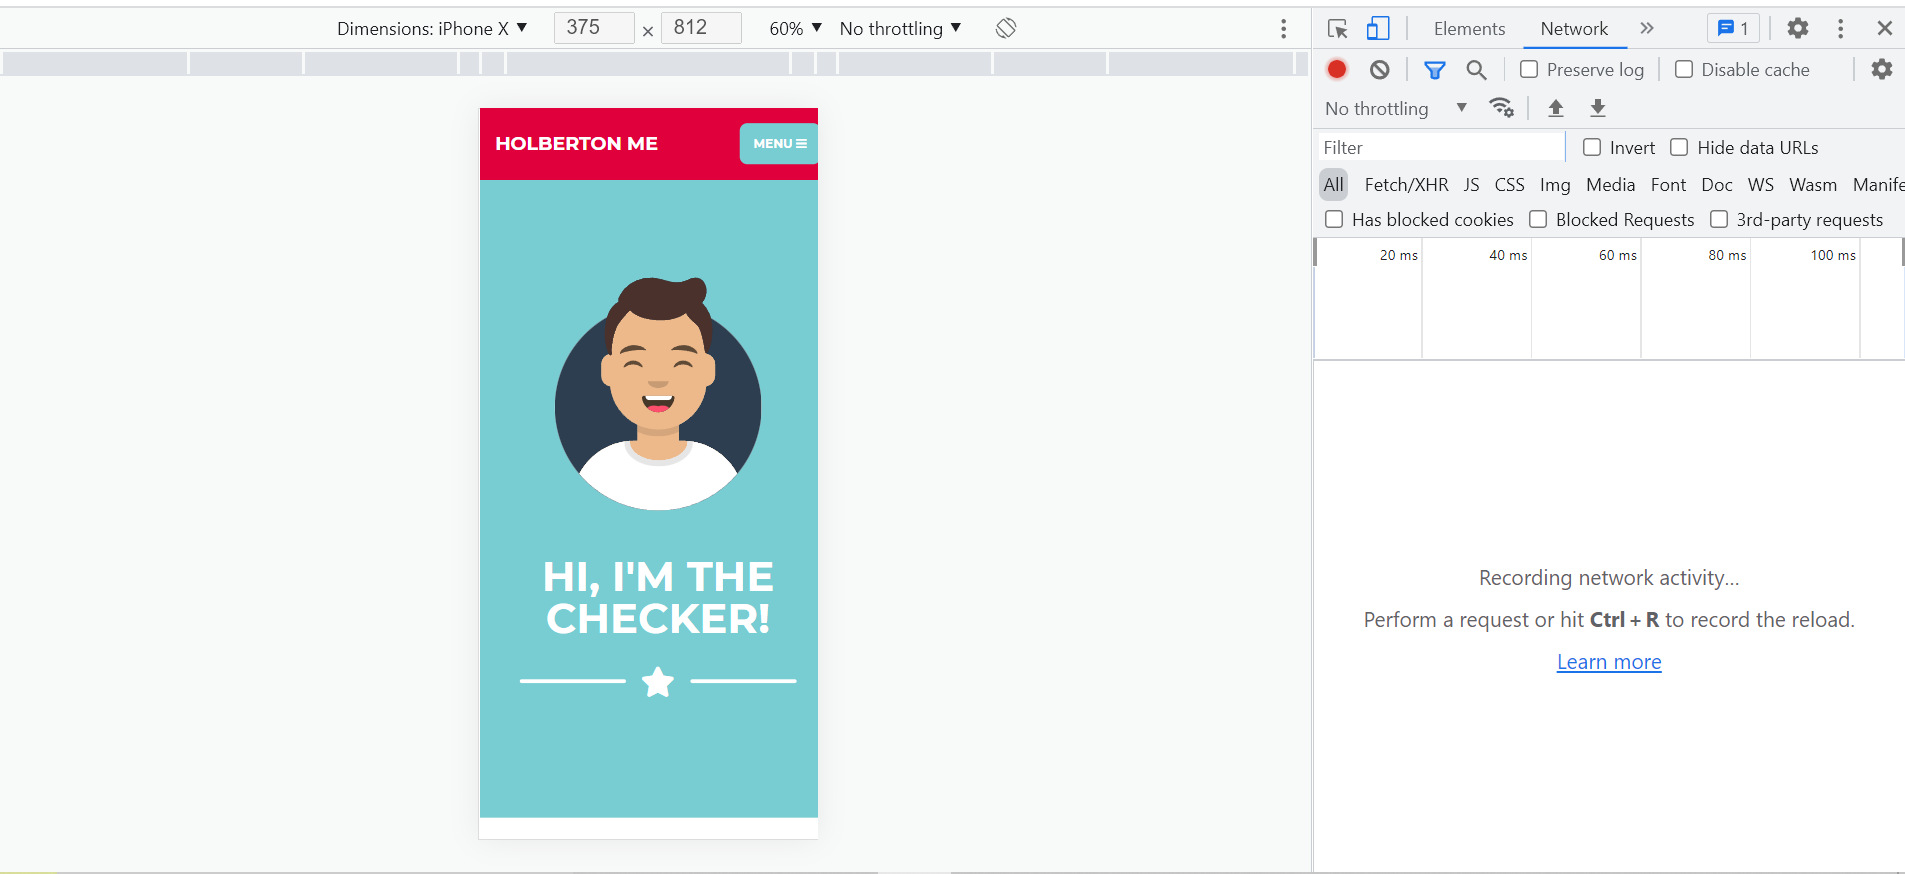 Dimensions: iPhone X ▼ 375 × 812 60% ▼ No throttling ▼
HOLBERTON ME MENU
HI, I'M THE
CHECKER!
Elements Network 1
Preserve log Disable cache
No throttling ▼
Filter Invert Hide data URLs
All Fetch/XHR JS CSS Img Media Font Doc WS Wasm Manife
Has blocked cookies Blocked Requests 3rd-party requests
20 ms 40 ms 60 ms 80 ms 100 ms
Recording network activity…
Perform a request or hit Ctrl + R to record the reload.
Learn more